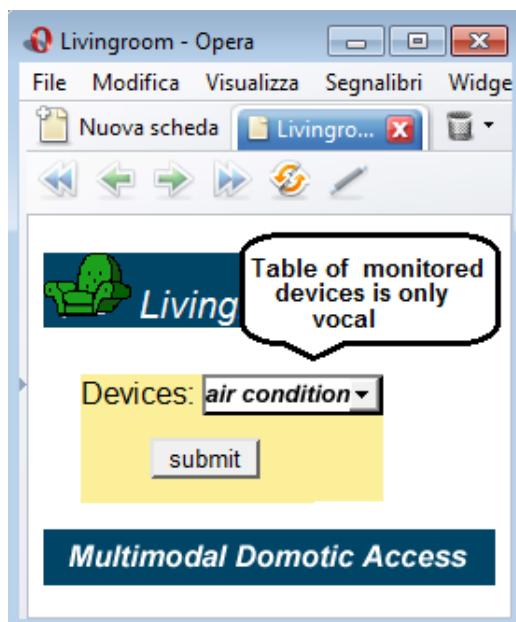 Livingroom - Opera
File Modifica Visualizza Segnalibri Widge
Nuova scheda Livingro...
Table of monitored
devices is only
vocal
Living
Devices: air condition
submit
Multimodal Domotic Access